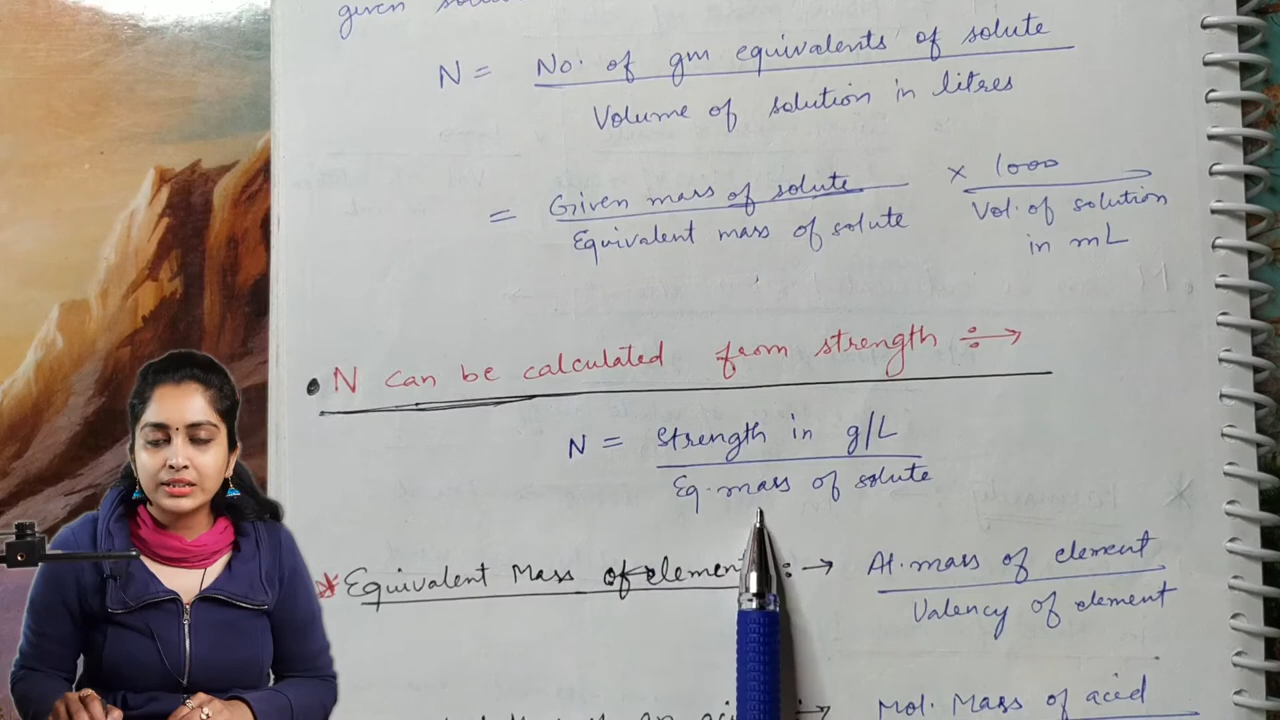 given
N = No. of gm equivalents of solute
Volume of solution in litres
= Given mass of solute × 1000
Equivalent mass of solute Vol. of solution
in mL
• N can be calculated from strength ÷→
N = Strength in g/L
Eq. mass of solute
* Equivalent Mass of element :→ At. mass of element
Valency of element
→ Mol. Mass of acid